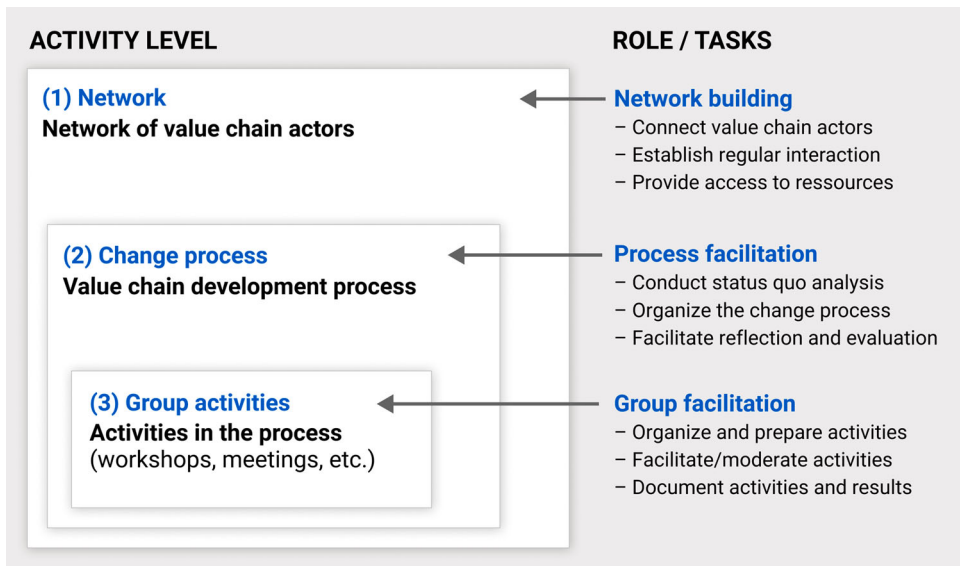 ACTIVITY LEVEL
ROLE / TASKS
(1) Network
Network of value chain actors
Network building
– Connect value chain actors
– Establish regular interaction
– Provide access to ressources
(2) Change process
Value chain development process
Process facilitation
– Conduct status quo analysis
– Organize the change process
– Facilitate reflection and evaluation
(3) Group activities
Activities in the process
(workshops, meetings, etc.)
Group facilitation
– Organize and prepare activities
– Facilitate/moderate activities
– Document activities and results